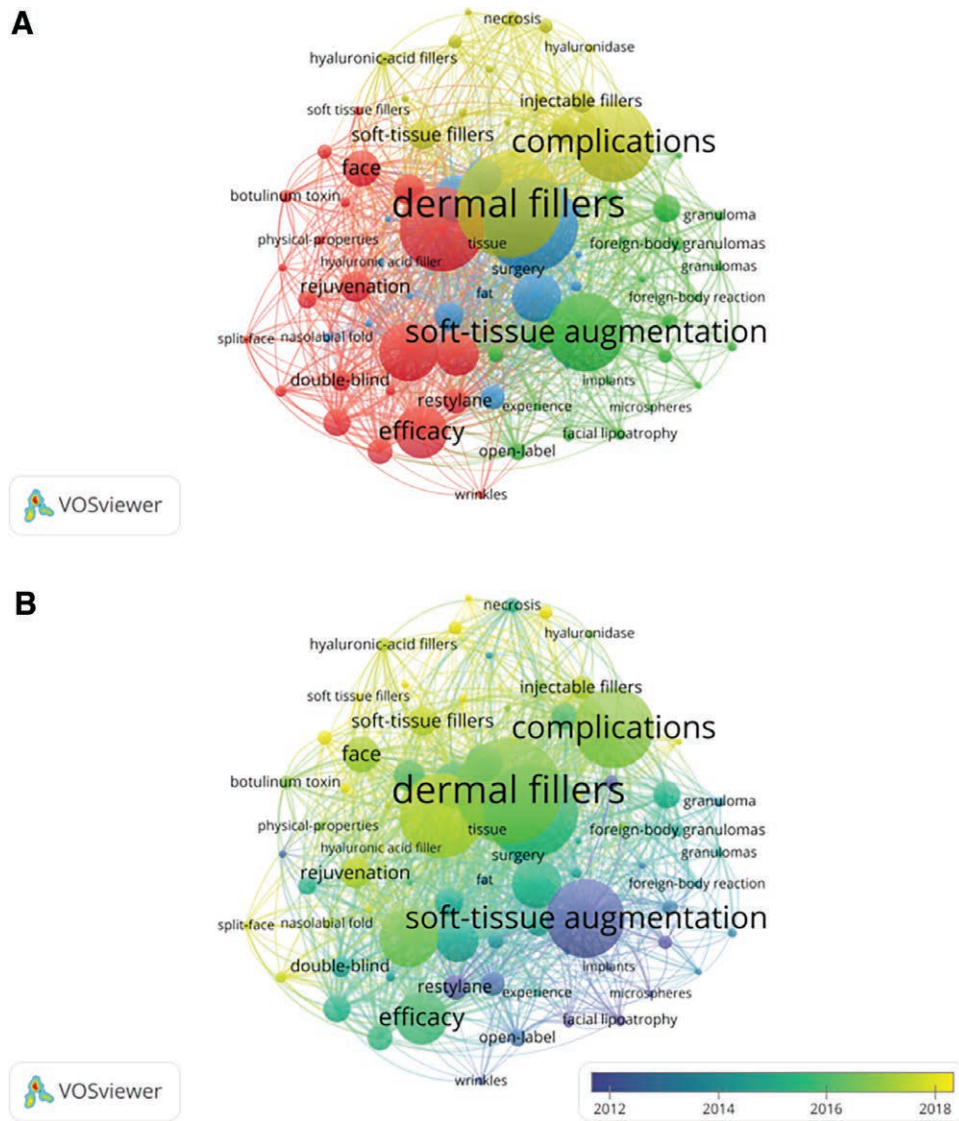 A
necrosis
hyaluronidase
hyaluronic-acid fillers
injectable fillers
soft tissue fillers
soft-tissue fillers
complications
face
botulinum toxin
dermal fillers
granuloma
physical-properties
tissue
foreign-body granulomas
hyaluronic acid filler
surgery
granulomas
rejuvenation
fat
foreign-body reaction
split-face
nasolabial fold
soft-tissue augmentation
double-blind
implants
restylane
experience
microspheres
efficacy
facial lipoatrophy
open-label
wrinkles
VOSviewer
B
necrosis
hyaluronidase
hyaluronic-acid fillers
injectable fillers
soft tissue fillers
soft-tissue fillers
complications
face
botulinum toxin
dermal fillers
granuloma
physical-properties
tissue
foreign-body granulomas
hyaluronic acid filler
surgery
granulomas
rejuvenation
fat
foreign-body reaction
split-face
nasolabial fold
soft-tissue augmentation
double-blind
implants
restylane
experience
microspheres
efficacy
facial lipoatrophy
open-label
wrinkles
VOSviewer
2012 2014 2016 2018